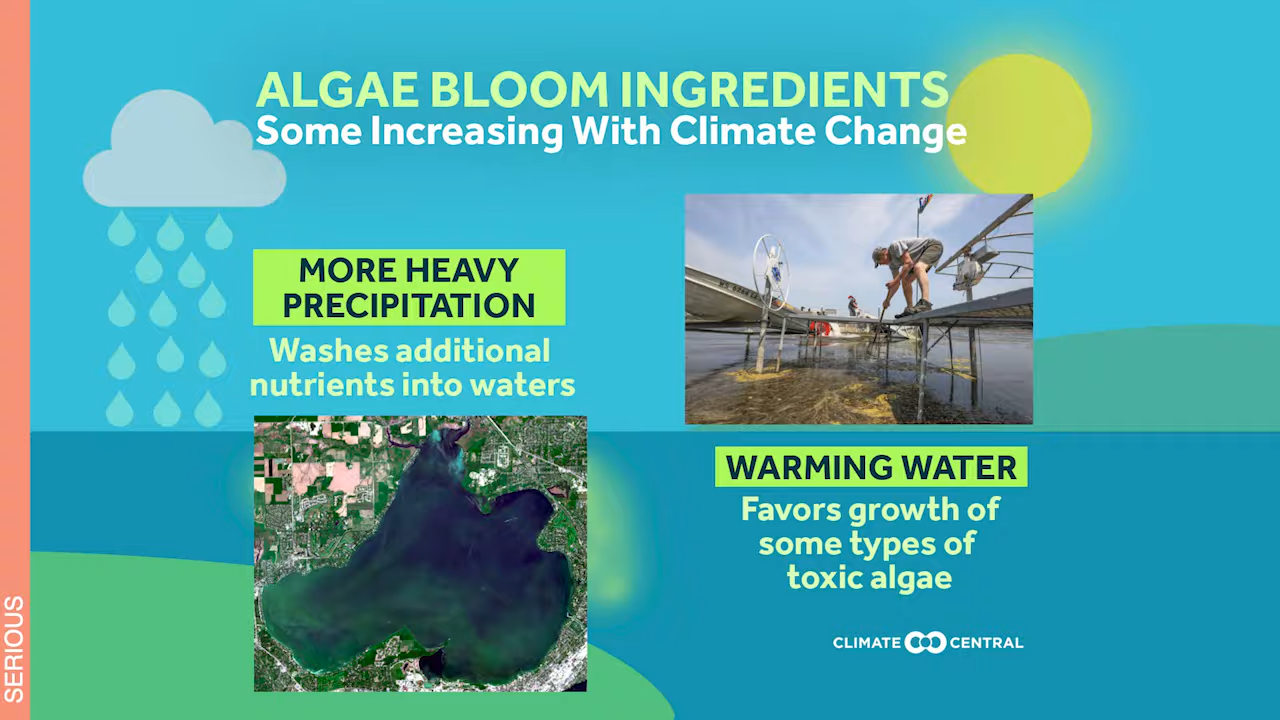 ALGAE BLOOM INGREDIENTS
Some Increasing With Climate Change
MORE HEAVY
PRECIPITATION
Washes additional
nutrients into waters
WARMING WATER
Favors growth of
some types of
toxic algae
CLIMATE CENTRAL
SERIOUS